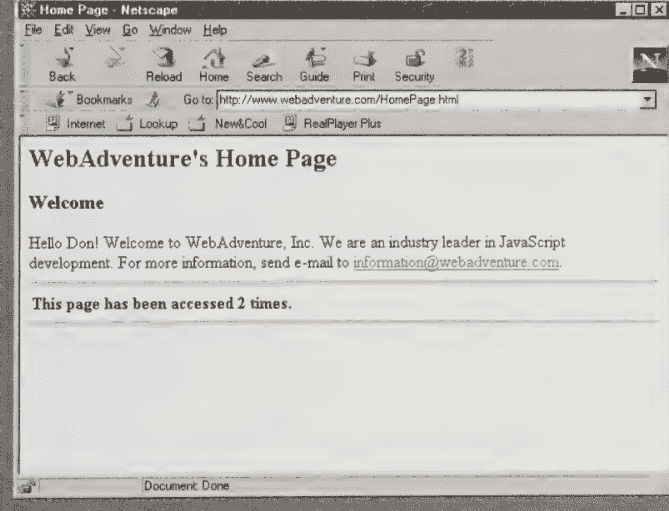 Home Page - Netscape
File Edit View Go Window Help
Back Reload Home Search Guide Print Security
N
Bookmarks Go to: http://www.webadventure.com/HomePage.html
Internet Lookup New&Cool RealPlayer Plus
WebAdventure's Home Page
Welcome
Hello Don! Welcome to WebAdventure, Inc. We are an industry leader in JavaScript
development. For more information, send e-mail to information@webadventure.com.
This page has been accessed 2 times.
Document: Done